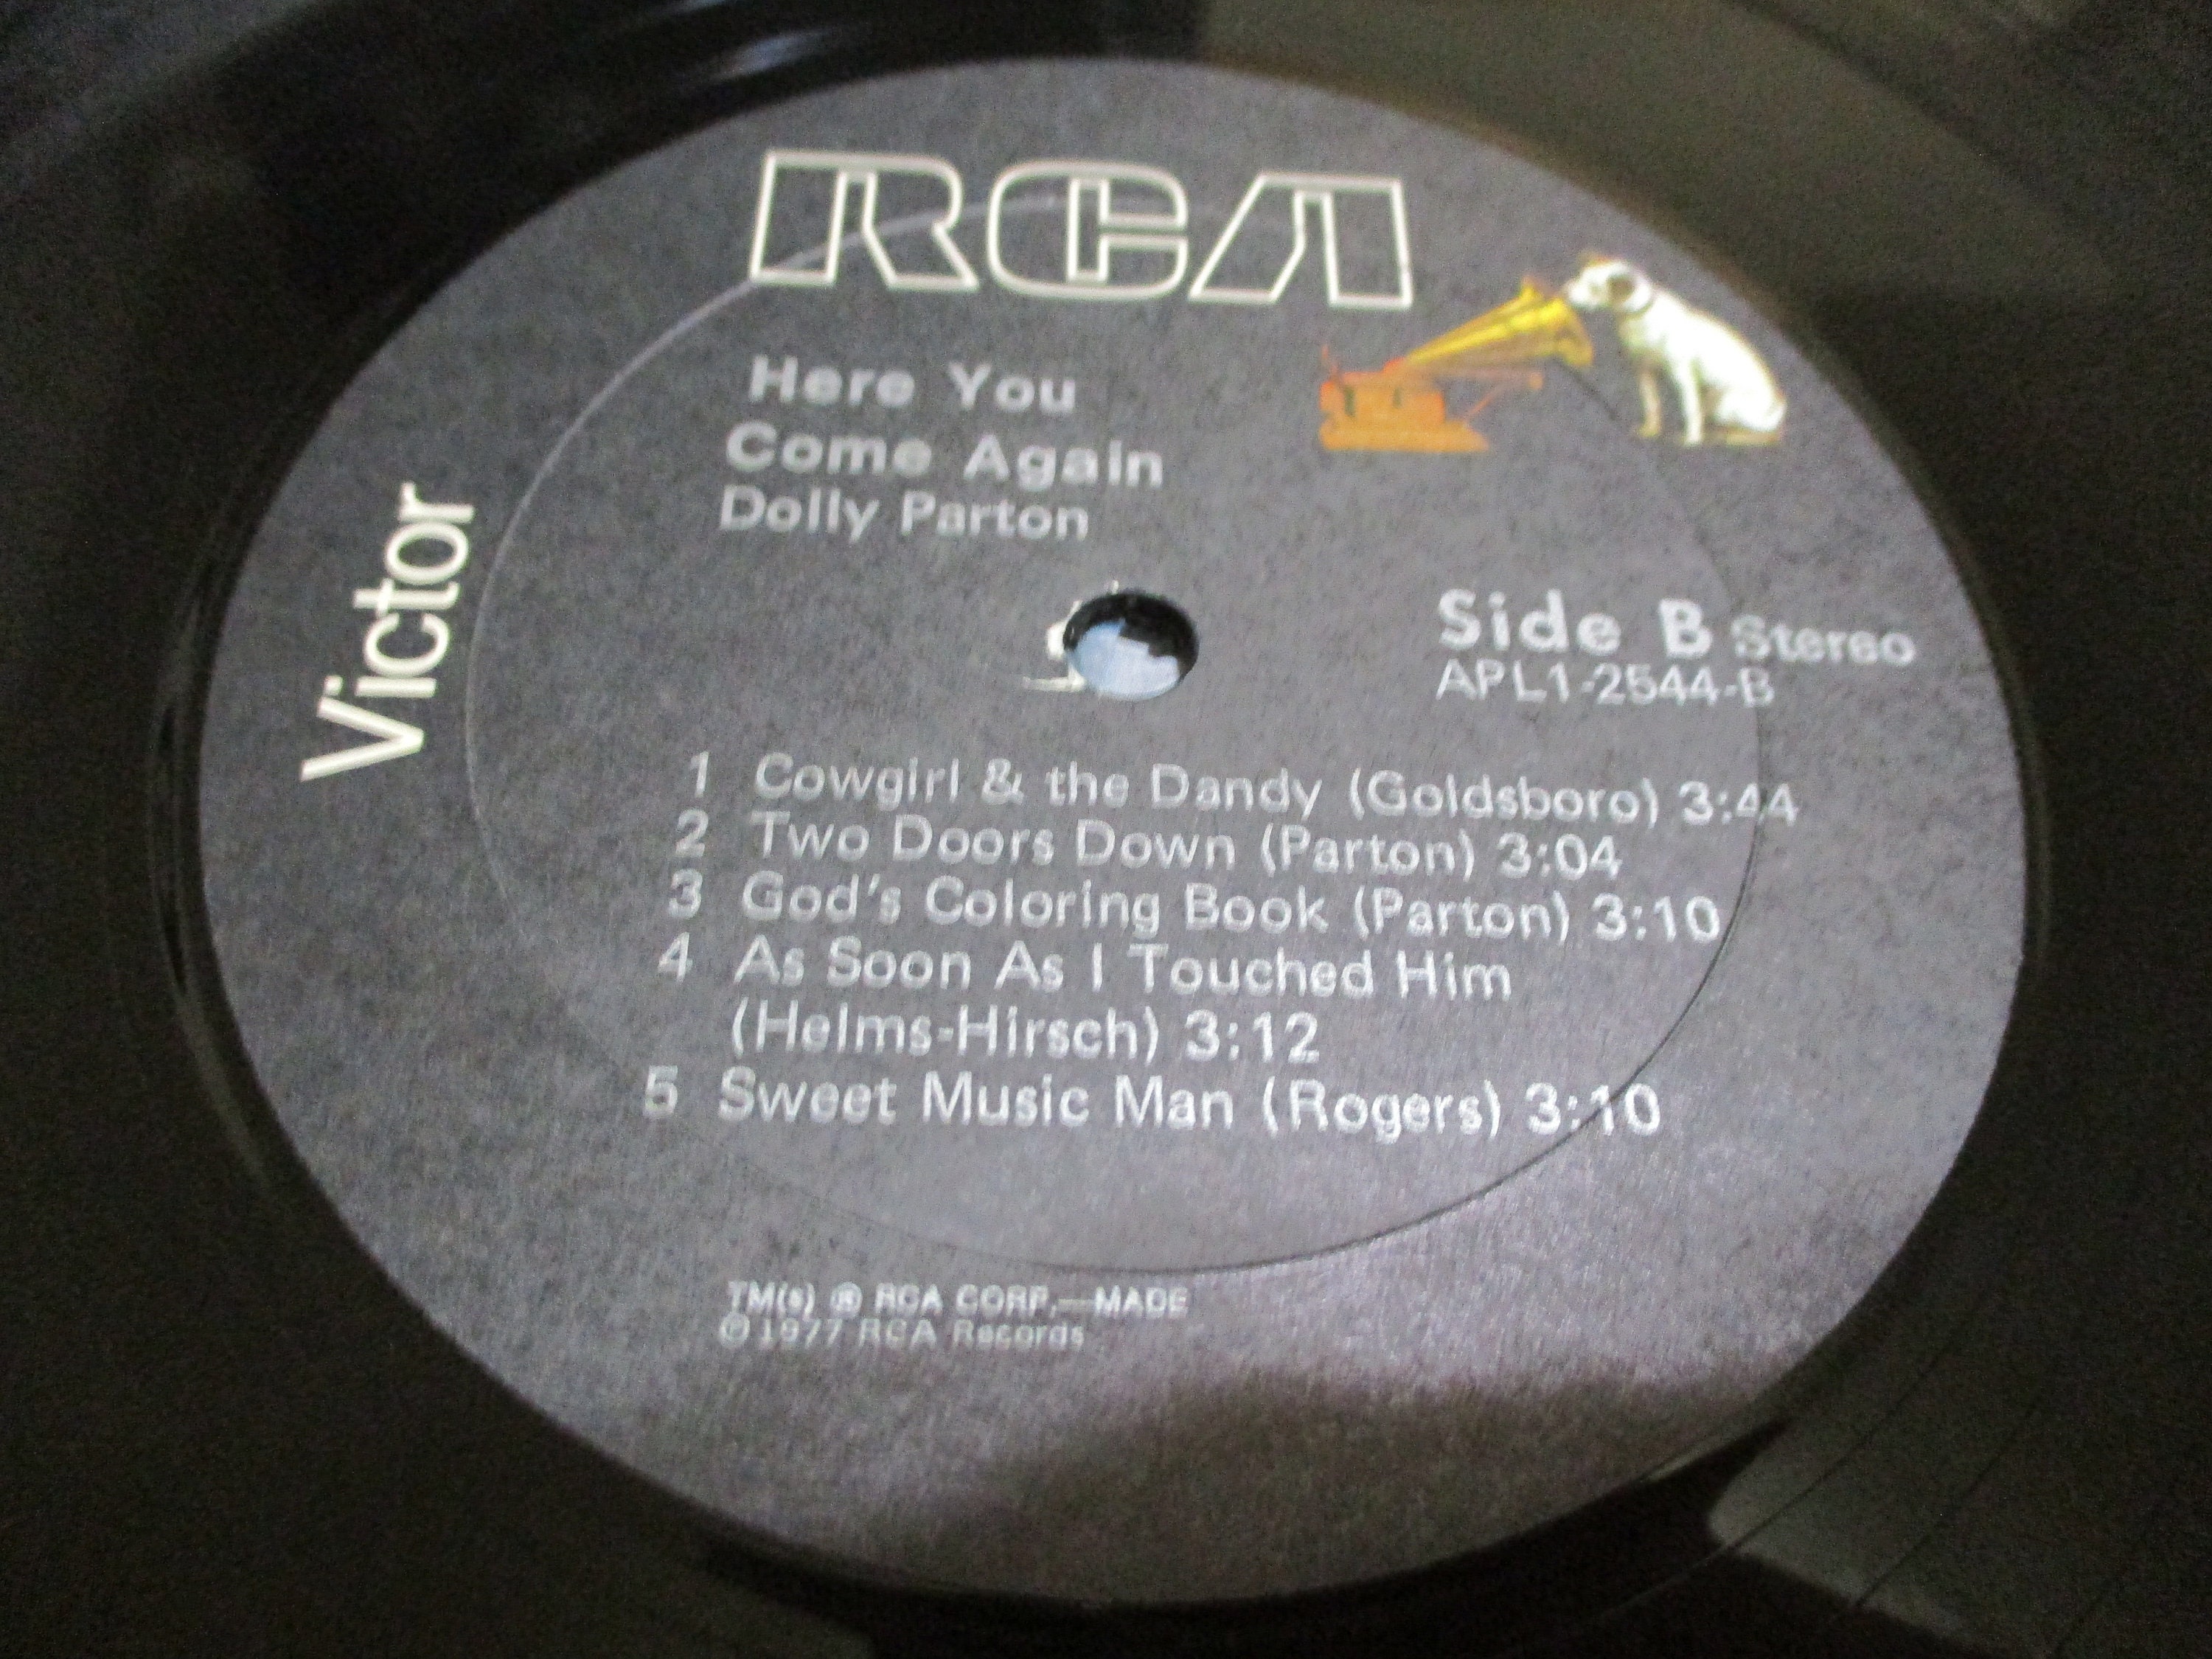 RCA
Victor
Here You
Come Again
Dolly Parton
Side B Stereo
APL1-2544-B
1 Cowgirl & the Dandy (Goldsboro) 3:44
2 Two Doors Down (Parton) 3:04
3 God's Coloring Book (Parton) 3:10
4 As Soon As I Touched Him
(Helms-Hirsch) 3:12
5 Sweet Music Man (Rogers) 3:10
TM(s) ® RCA CORP.—MADE
℗ 1977 RCA Records